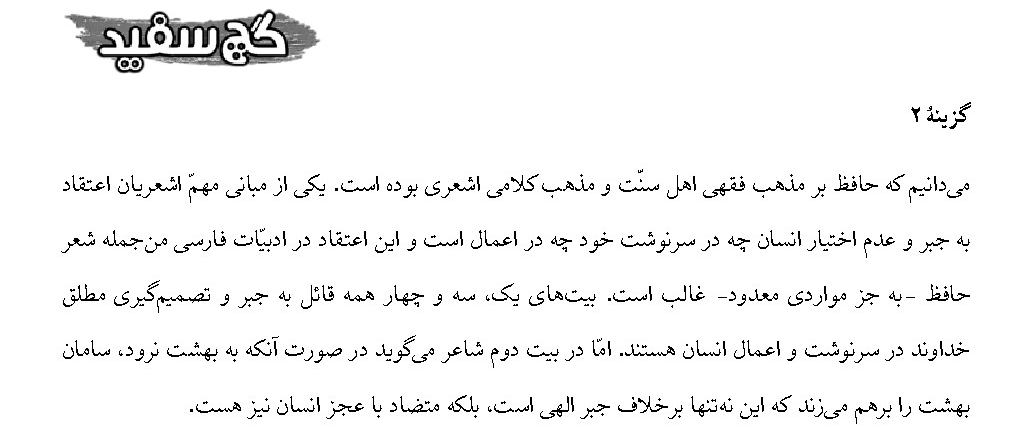 گچ سفید
گزینهٔ ۲
می‌دانیم که حافظ بر مذهب فقهی اهل سنّت و مذهب کلامی اشعری بوده است. یکی از مبانی مهمّ اشعریان اعتقاد
به جبر و عدم اختیار انسان چه در سرنوشت خود چه در اعمال است و این اعتقاد در ادبیّات فارسی من‌جمله شعر
حافظ -به جز مواردی معدود- غالب است. بیت‌های یک، سه و چهار همه قائل به جبر و تصمیم‌گیری مطلق
خداوند در سرنوشت و اعمال انسان هستند. امّا در بیت دوم شاعر می‌گوید در صورت آنکه به بهشت نرود، سامان
بهشت را برهم می‌زند که این نه‌تنها برخلاف جبر الهی است، بلکه متضاد با عجز انسان نیز هست.